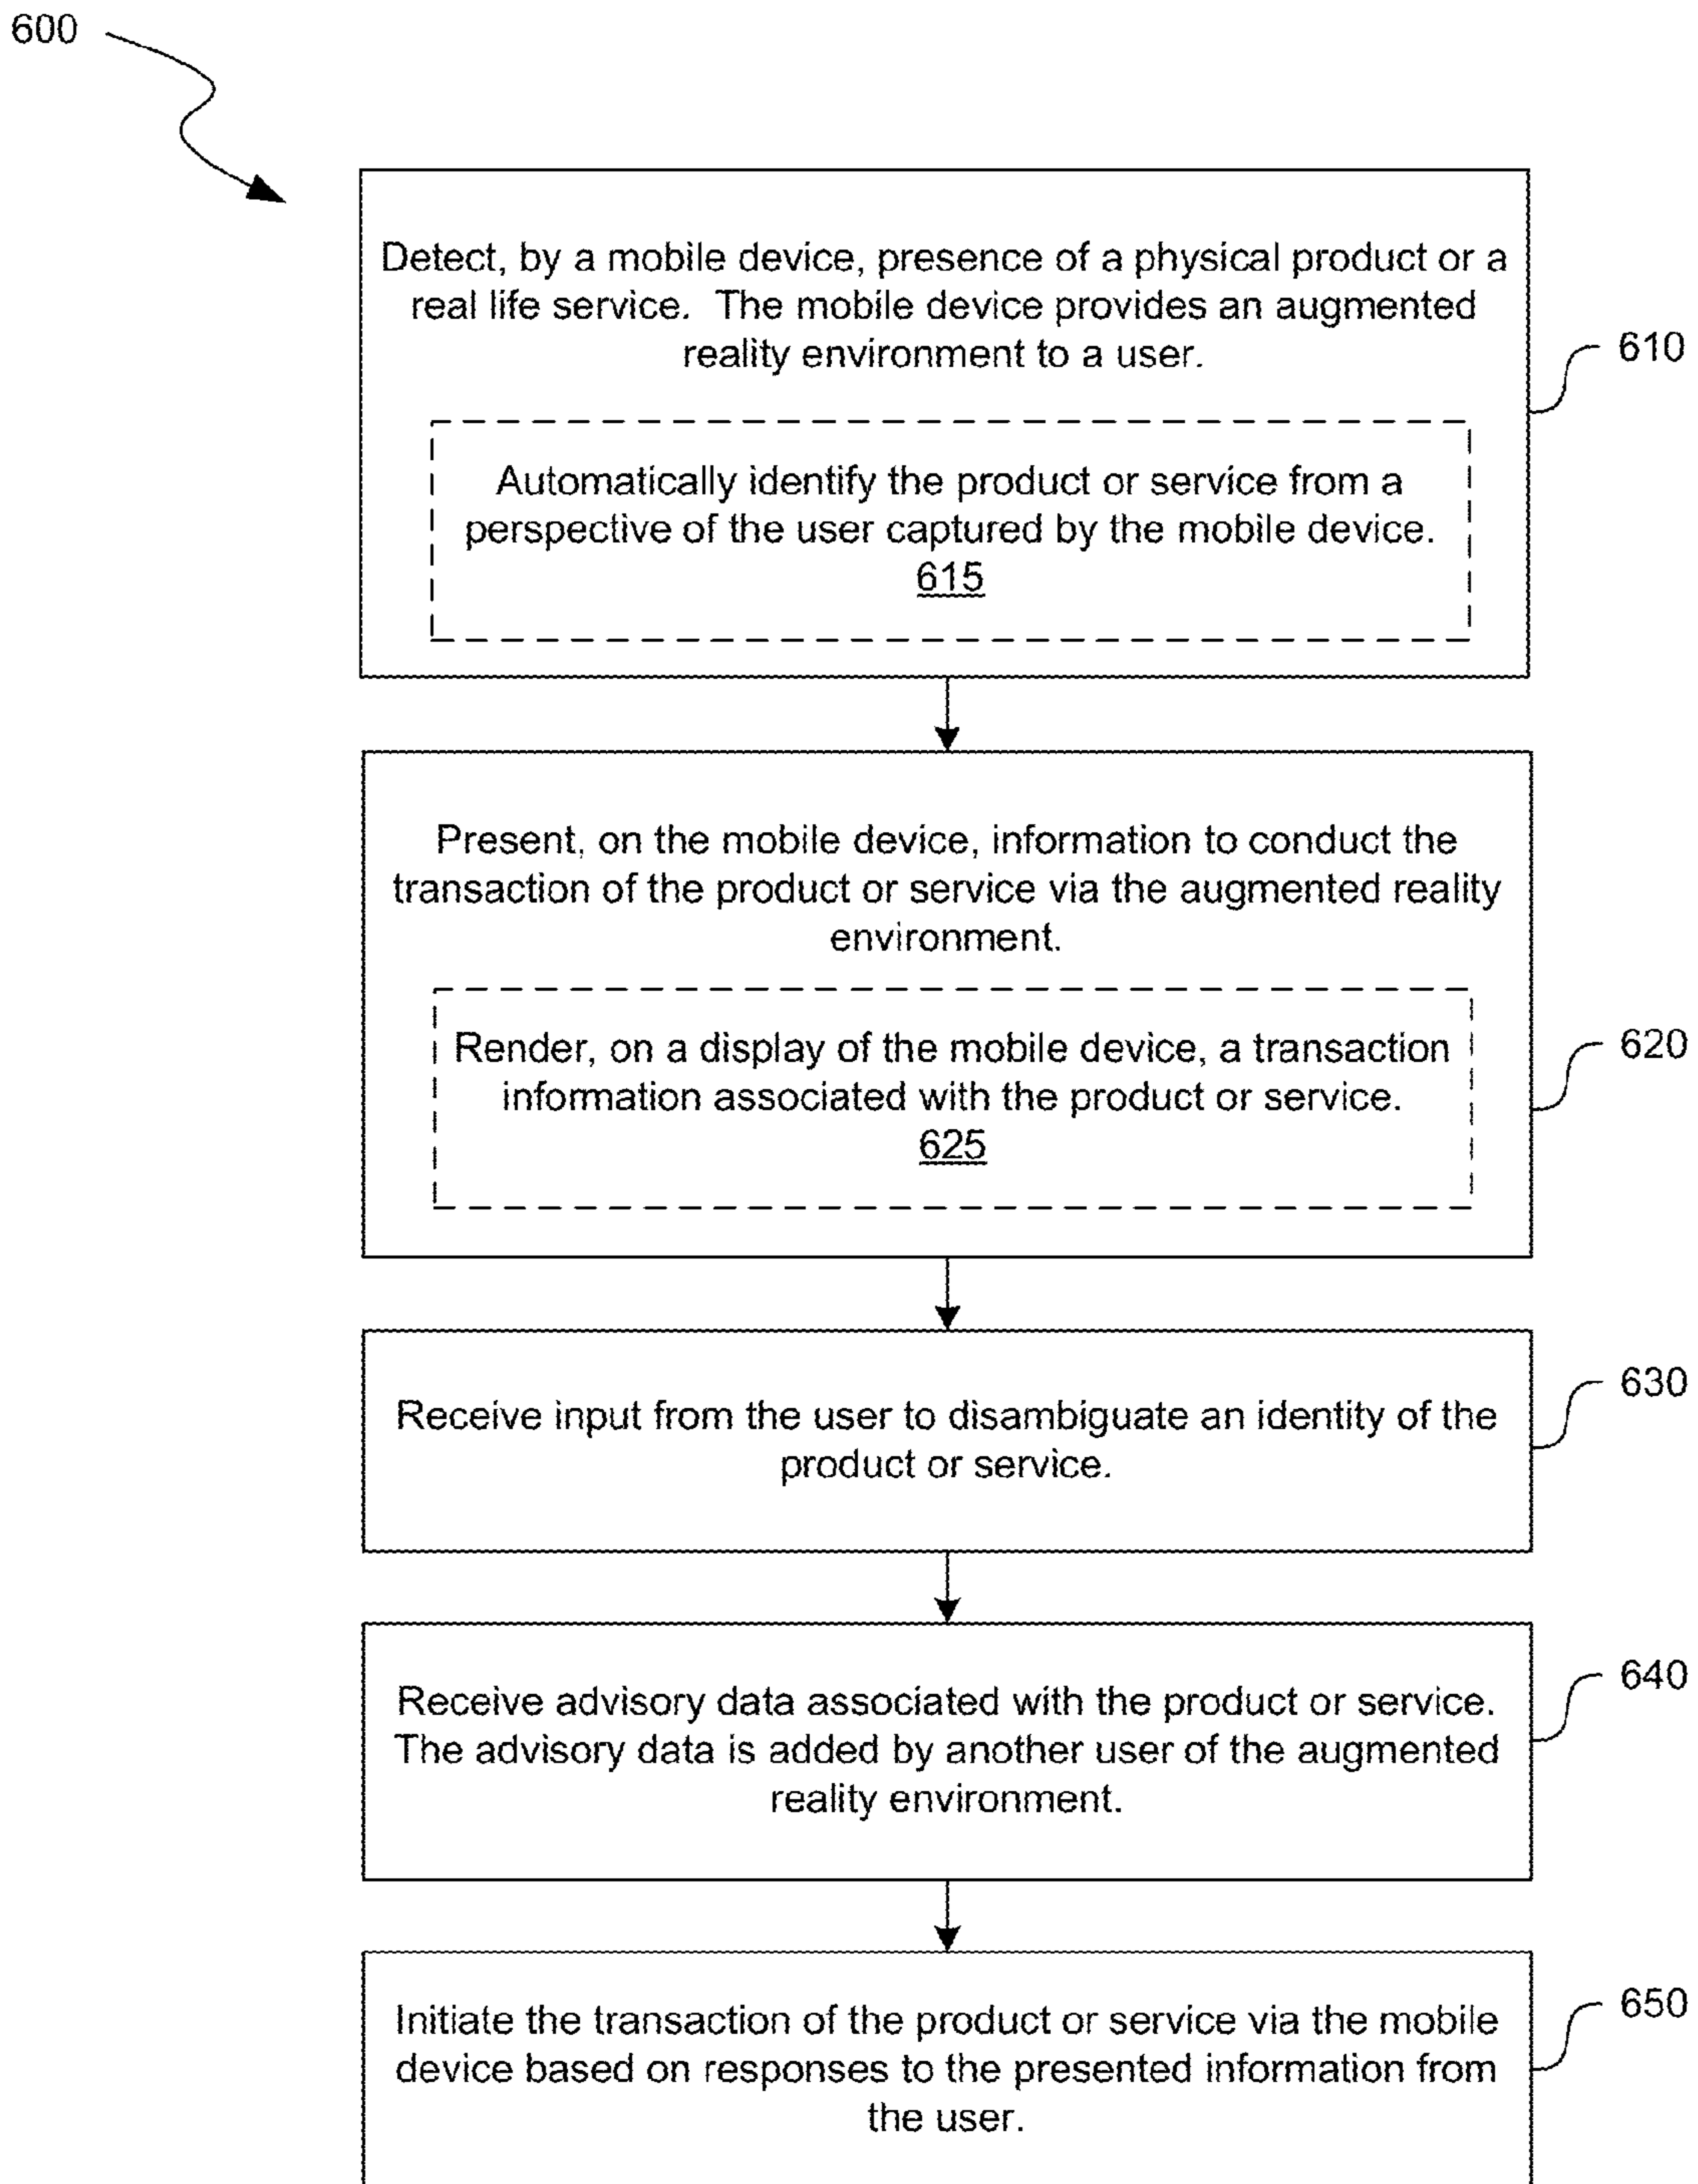 600
Detect, by a mobile device, presence of a physical product or a
real life service. The mobile device provides an augmented
reality environment to a user.
610
Automatically identify the product or service from a
perspective of the user captured by the mobile device.
615
Present, on the mobile device, information to conduct the
transaction of the product or service via the augmented reality
environment.
Render, on a display of the mobile device, a transaction
information associated with the product or service.
625
620
Receive input from the user to disambiguate an identity of the
product or service.
630
Receive advisory data associated with the product or service.
The advisory data is added by another user of the augmented
reality environment.
640
Initiate the transaction of the product or service via the mobile
device based on responses to the presented information from
the user.
650